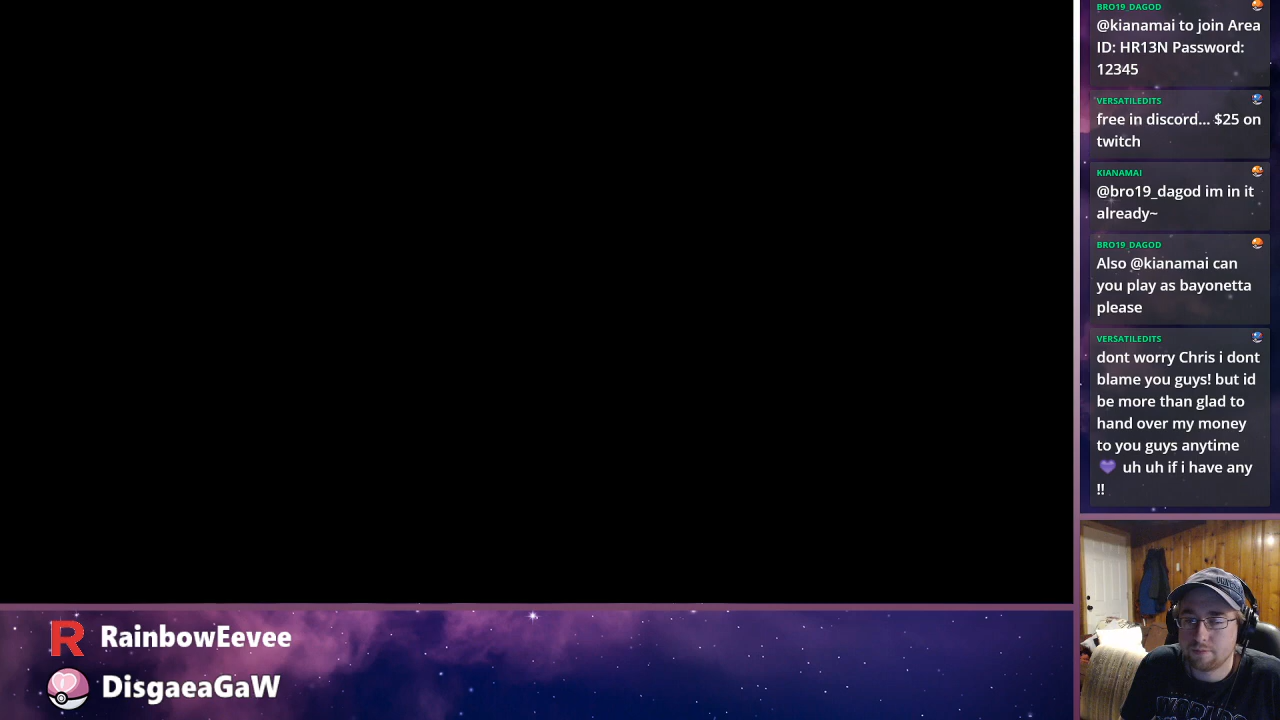 BRO19_DAGOD
@kianamai to join Area
ID: HR13N Password:
12345
VERSATILEDITS
free in discord... $25 on
twitch
KIANAMAI
@bro19_dagod im in it
already~
BRO19_DAGOD
Also @kianamai can
you play as bayonetta
please
VERSATILEDITS
dont worry Chris i dont
blame you guys! but id
be more than glad to
hand over my money
to you guys anytime
💜 uh uh if i have any
!!
R RainbowEevee
DisgaeaGaW